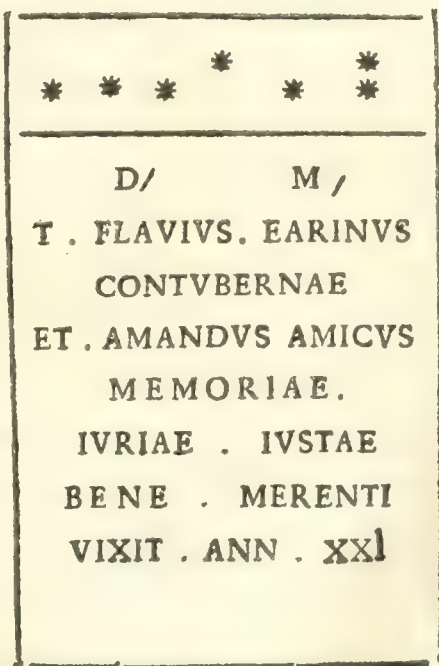 D/ M/
T . FLAVIVS. EARINVS
CONTVBERNAE
ET . AMANDVS AMICVS
MEMORIAE.
IVRIAE . IVSTAE
BENE . MERENTI
VIXIT . ANN . XXI